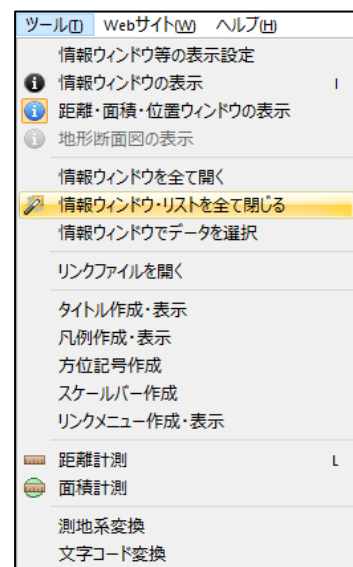 ツール(T) Webサイト(W) ヘルプ(H)
情報ウィンドウ等の表示設定
情報ウィンドウの表示 I
距離・面積・位置ウィンドウの表示
地形断面図の表示
情報ウィンドウを全て開く
情報ウィンドウ・リストを全て閉じる
情報ウィンドウでデータを選択
リンクファイルを開く
タイトル作成・表示
凡例作成・表示
方位記号作成
スケールバー作成
リンクメニュー作成・表示
距離計測 L
面積計測
測地系変換
文字コード変換